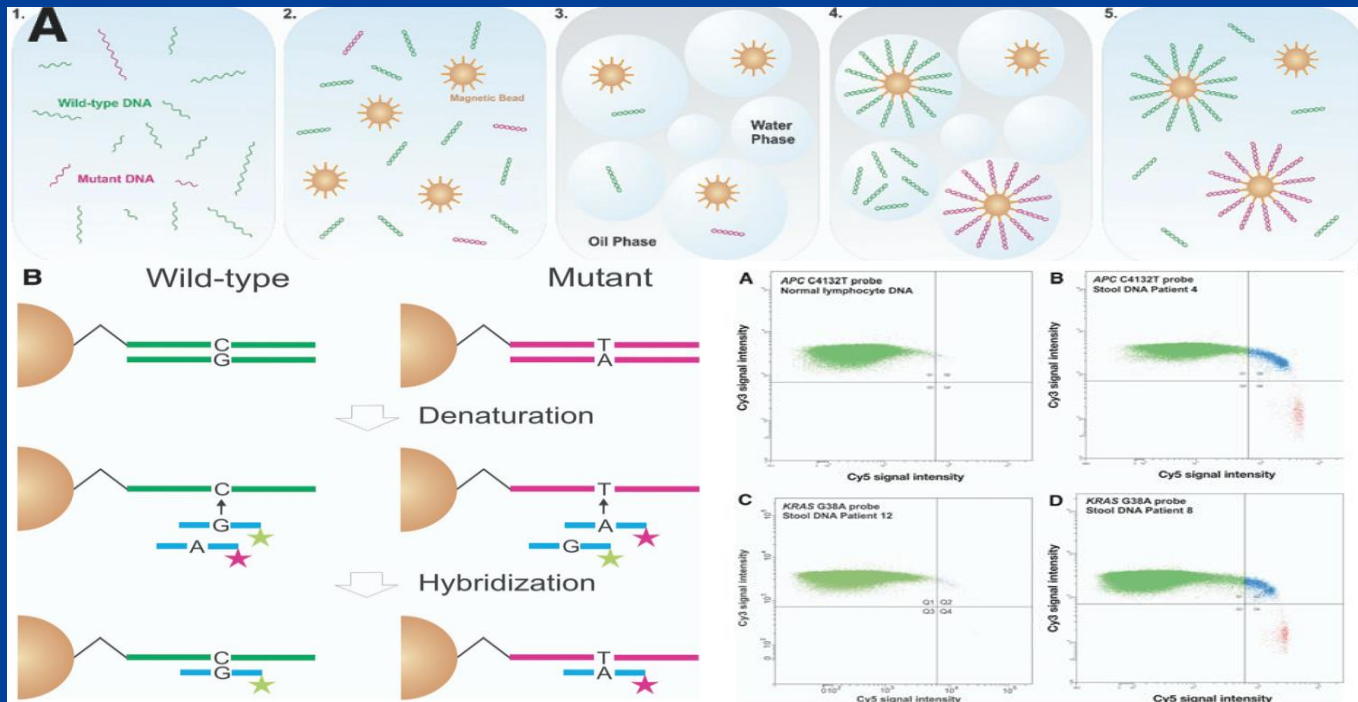 1.
2.
3.
4.
5.
A
Wild-type DNA
Mutant DNA
Magnetic Bead
Water
Phase
Oil Phase
B
Wild-type
Mutant
C
G
T
A
Denaturation
C
G
A
T
A
G
Hybridization
C
G
T
A
A
APC C4132T probe
Normal lymphocyte DNA
Cy3 signal intensity
Cy5 signal intensity
B
APC C4132T probe
Stool DNA Patient 4
Cy3 signal intensity
Cy5 signal intensity
C
KRAS G38A probe
Stool DNA Patient 12
Cy3 signal intensity
Q1 Q2
Q3 Q4
Cy5 signal intensity
D
KRAS G38A probe
Stool DNA Patient 8
Cy3 signal intensity
Cy5 signal intensity